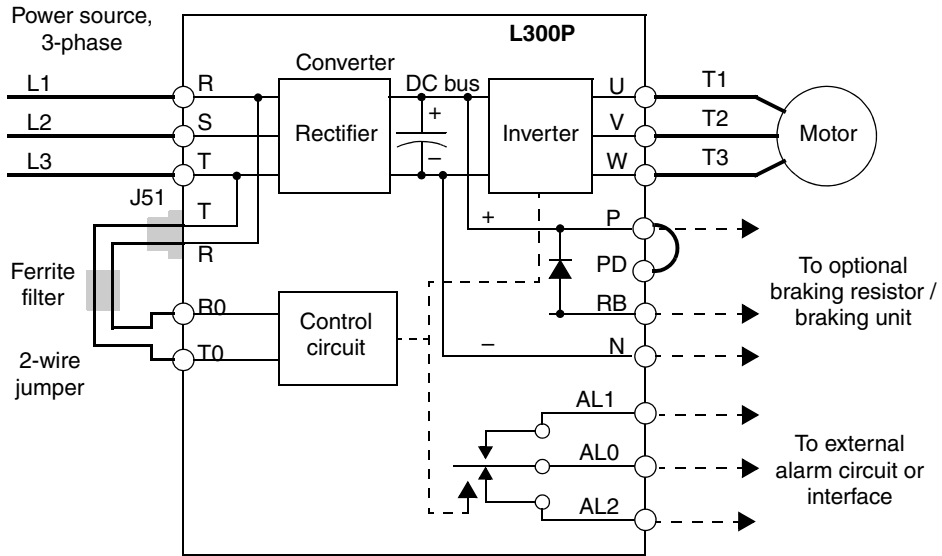 Power source,
3-phase
L300P
Converter
L1
R
DC bus
U
T1
+
L2
S
Rectifier
Inverter
V
T2
Motor
–
L3
T
W
T3
J51
T
+
P
R
PD
Ferrite
filter
To optional
braking resistor /
braking unit
R0
Control
circuit
RB
2-wire
jumper
T0
–
N
AL1
AL0
To external
alarm circuit or
interface
AL2